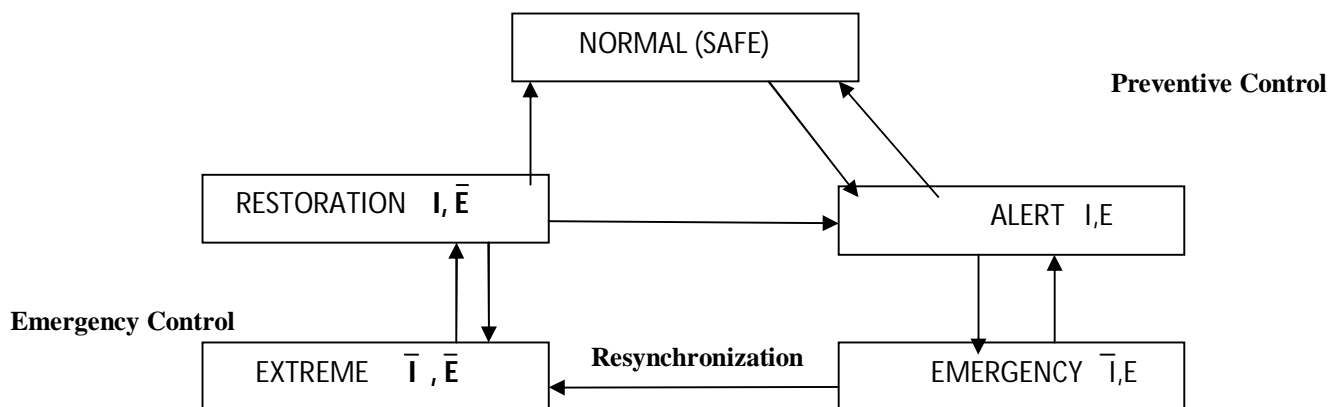 NORMAL (SAFE)
Preventive Control
RESTORATION I, E̅
ALERT I,E
Emergency Control
EXTREME I̅ , E̅
Resynchronization
EMERGENCY I̅,E